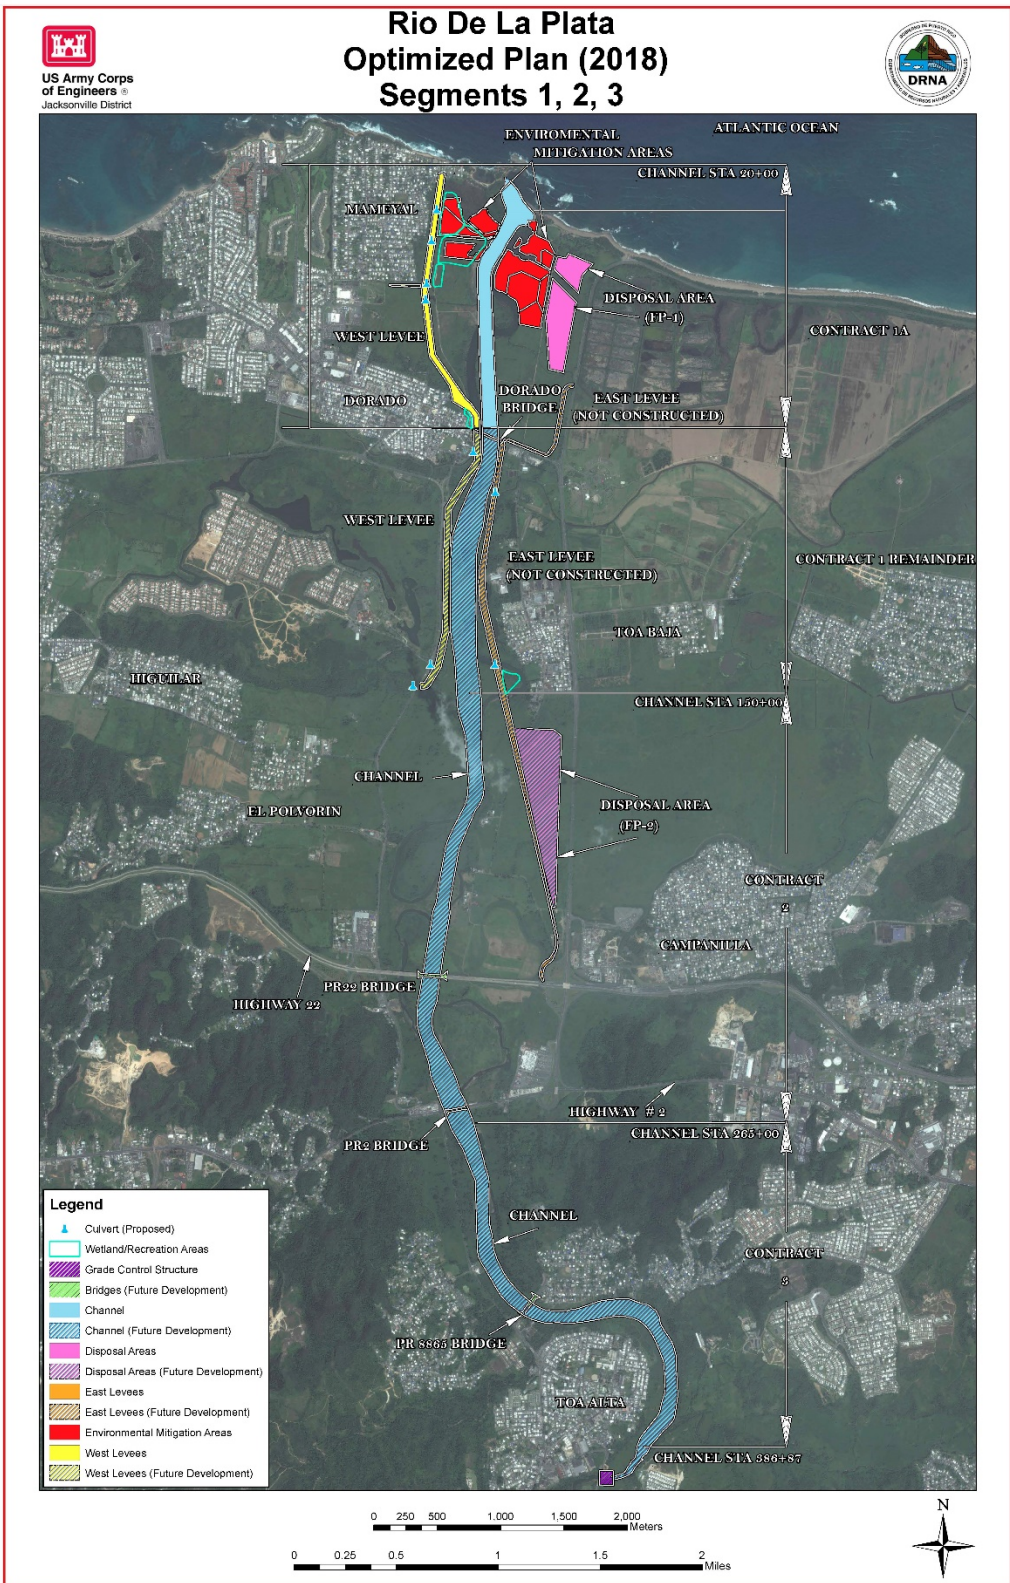 Rio De La Plata
Optimized Plan (2018)
Segments 1, 2, 3
US Army Corps
of Engineers ®
Jacksonville District
DRNA
ATLANTIC OCEAN
ENVIROMENTAL
MITIGATION AREAS
CHANNEL STA 20+00
MAMEYAL
DISPOSAL AREA
(FP-1)
CONTRACT 1A
WEST LEVEE
DORADO
DORADO
BRIDGE
EAST LEVEE
(NOT CONSTRUCTED)
WEST LEVEE
EAST LEVEE
(NOT CONSTRUCTED)
CONTRACT 1 REMAINDER
TOA BAJA
HIGUILAR
CHANNEL STA 150+00
CHANNEL
EL POLVORIN
DISPOSAL AREA
(FP-2)
CONTRACT
2
CAMPANILLA
PR22 BRIDGE
HIGHWAY 22
HIGHWAY # 2
CHANNEL STA 265+00
PR2 BRIDGE
CHANNEL
CONTRACT
3
PR 8865 BRIDGE
TOA ALTA
CHANNEL STA 386+87
Legend
Culvert (Proposed)
Wetland/Recreation Areas
Grade Control Structure
Bridges (Future Development)
Channel
Channel (Future Development)
Disposal Areas
Disposal Areas (Future Development)
East Levees
East Levees (Future Development)
Environmental Mitigation Areas
West Levees
West Levees (Future Development)
N
0 250 500 1.000 1,500 2,000
Meters
0 0.25 0.5 1 1.5 2
Miles